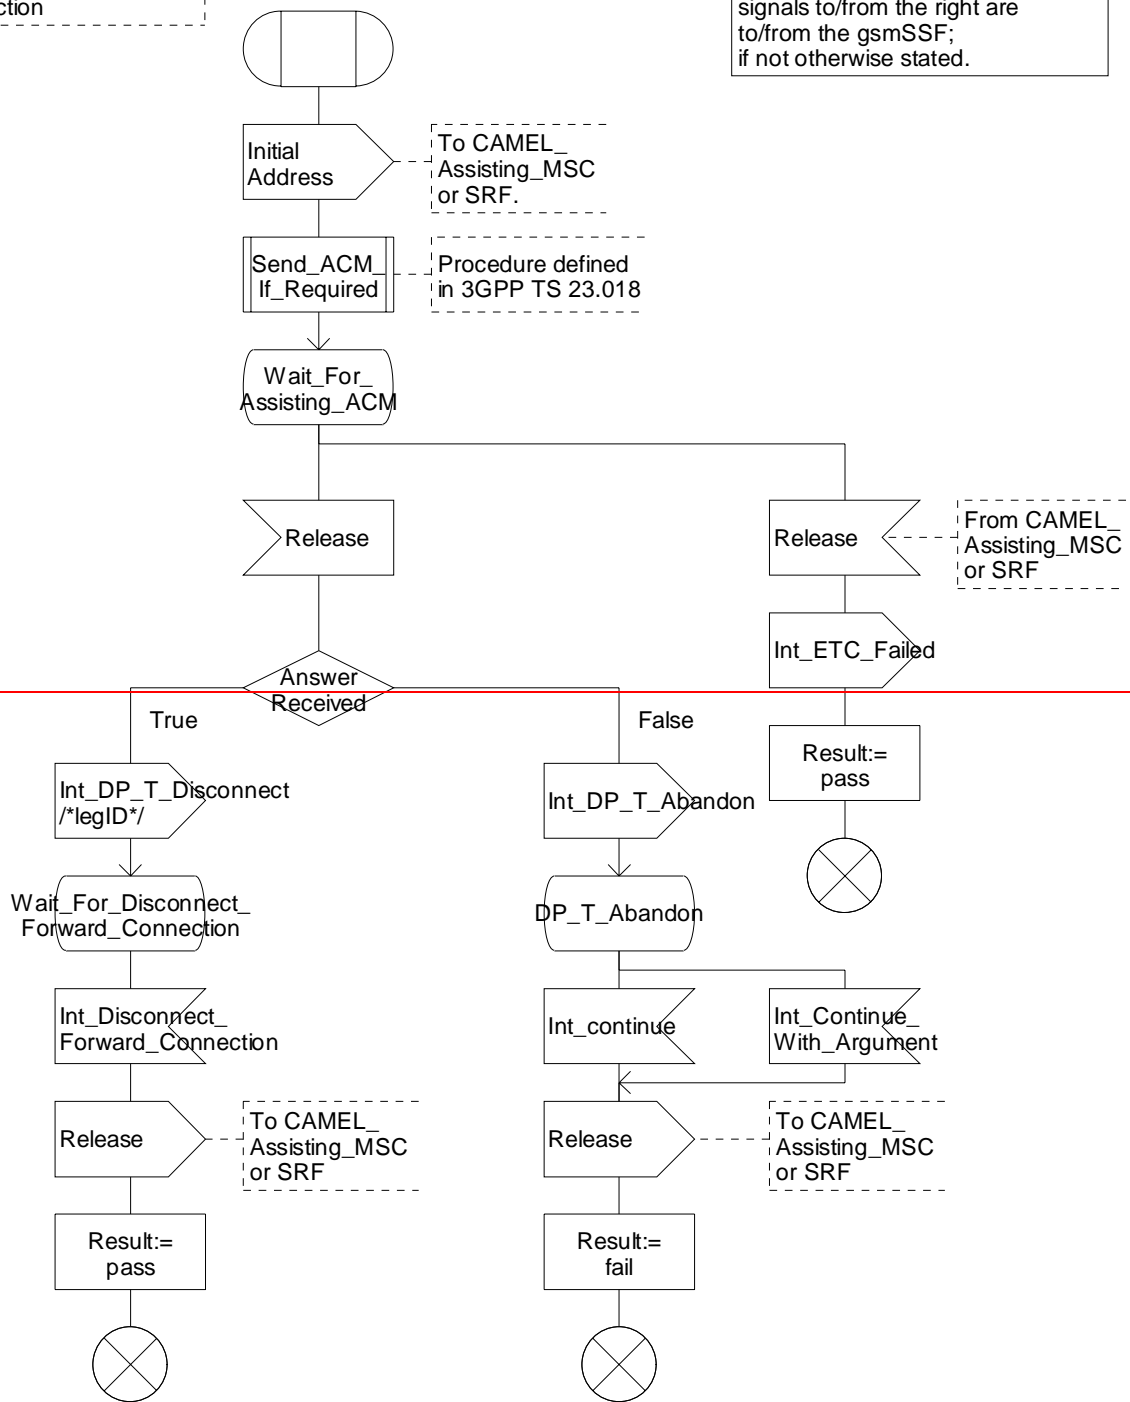 ction
signals to/from the right are
to/from the gsmSSF;
if not otherwise stated.
Initial
Address
To CAMEL_
Assisting_MSC
or SRF.
Send_ACM_
If_Required
Procedure defined
in 3GPP TS 23.018
Wait_For_
Assisting_ACM
Release
Release
From CAMEL_
Assisting_MSC
or SRF
Int_ETC_Failed
Answer
Received
True
False
Result:=
pass
Int_DP_T_Disconnect
/*legID*/
Int_DP_T_Abandon
Wait_For_Disconnect_
Forward_Connection
DP_T_Abandon
Int_Disconnect_
Forward_Connection
Int_continue
Int_Continue_
With_Argument
Release
To CAMEL_
Assisting_MSC
or SRF
Release
To CAMEL_
Assisting_MSC
or SRF
Result:=
pass
Result:=
fail